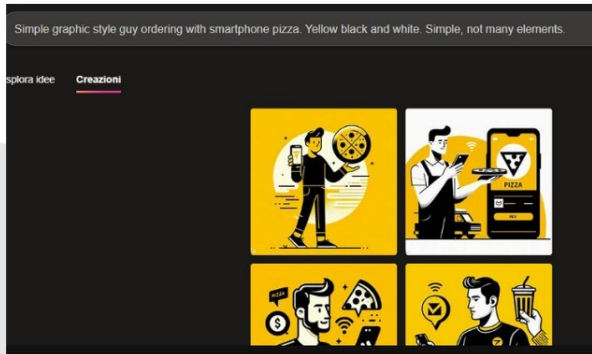 Simple graphic style guy ordering with smartphone pizza. Yellow black and white. Simple, not many elements.
splora idee Creazioni
PIZZA
PIZZA
$